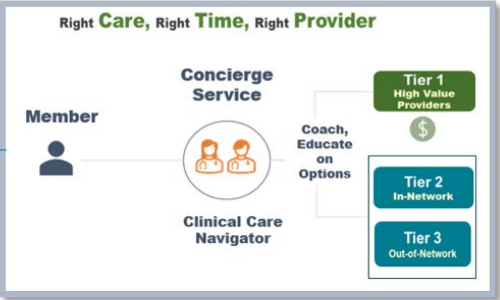 Right Care, Right Time, Right Provider
Member
Concierge
Service
Clinical Care
Navigator
Coach,
Educate
on
Options
Tier 1
High Value
Providers
$
Tier 2
In-Network
Tier 3
Out-of-Network